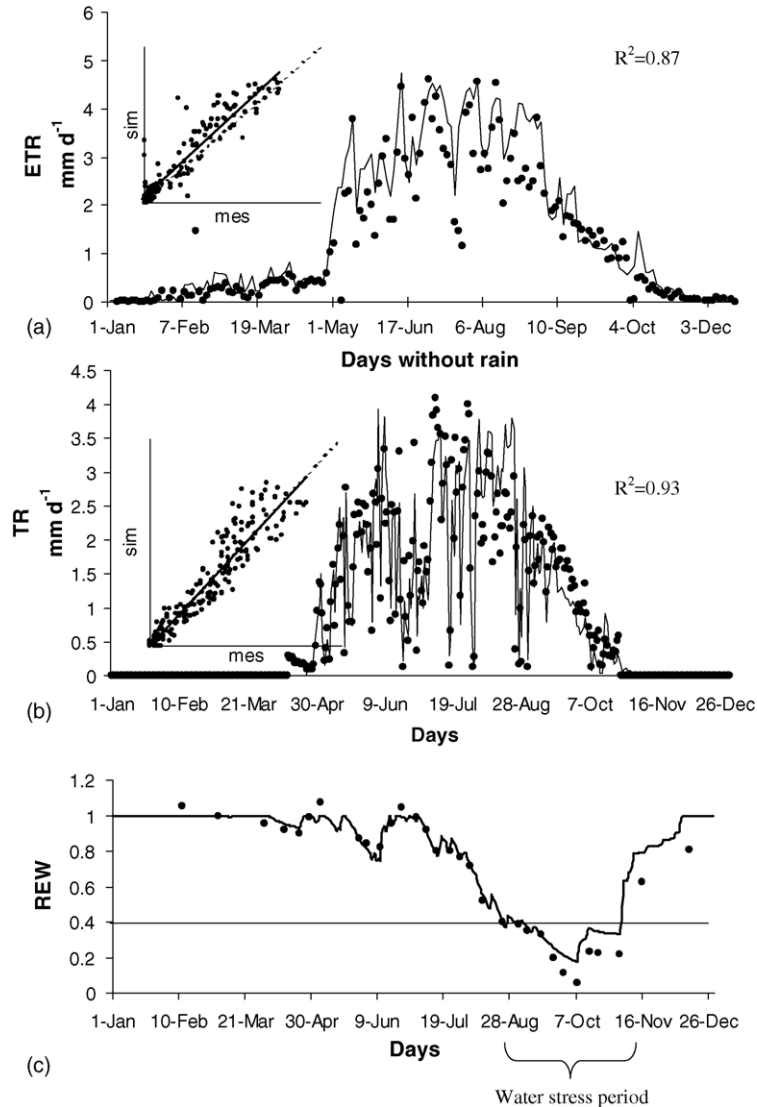 6
5
4
3
2
1
0
ETR
mm d-1
sim
mes
R2=0.87
1-Jan 7-Feb 19-Mar 1-May 17-Jun 6-Aug 10-Sep 4-Oct 3-Dec
(a)
Days without rain
4.5
4
3.5
3
2.5
2
1.5
1
0.5
0
TR
mm d-1
sim
mes
R2=0.93
1-Jan 10-Feb 21-Mar 30-Apr 9-Jun 19-Jul 28-Aug 7-Oct 16-Nov 26-Dec
(b)
Days
1.2
1
0.8
0.6
0.4
0.2
0
REW
1-Jan 10-Feb 21-Mar 30-Apr 9-Jun 19-Jul 28-Aug 7-Oct 16-Nov 26-Dec
(c)
Days
Water stress period